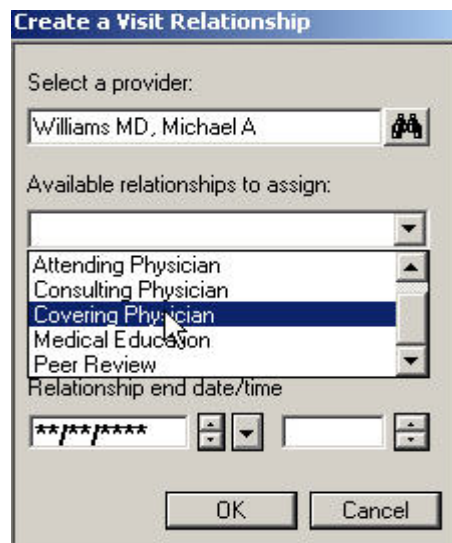 Create a Visit Relationship
Select a provider:
Williams MD, Michael A
Available relationships to assign:
Attending Physician
Consulting Physician
Covering Physician
Medical Education
Peer Review
Relationship end date/time
**/**/****
OK
Cancel